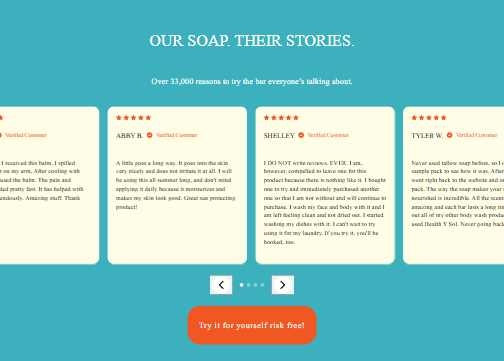 OUR SOAP. THEIR STORIES.
Over 33,000 reasons to try the bar everyone's talking about.
Verified Customer
I received this balm, I spilled
on my arm. After cooling with
used the balm. The pain and
ded pretty fast. It has helped with
endously. Amazing stuff. Thank
ABBY B. Verified Customer
A little goes a long way. It goes into the skin
very nicely and does not irritate it at all. I will
be using this all summer long, and don't mind
applying it daily because it moisturizes and
makes my skin look good. Great sun protecting
product!
SHELLEY Verified Customer
I DO NOT write reviews. EVER. I am,
however, compelled to leave one for this
product because there is nothing like it. I bought
one to try and immediately purchased another
one so that I am not without and will continue to
purchase. I wash my face and body with it and I
am left feeling clean and not dried out. I started
washing my dishes with it. I can't wait to try
using it for my laundry. If you try it, you'll be
hooked, too.
TYLER W. Verified Customer
Never used tallow soap before, so I
sample pack to see how it was. After
went right back to the website and o
pack. The way the soap makes your
nourished is incredible. All the scent
amazing and each bar lasts a long ti
out all of my other body wash produ
used Health Y Sol. Never going back
Try it for yourself risk free!